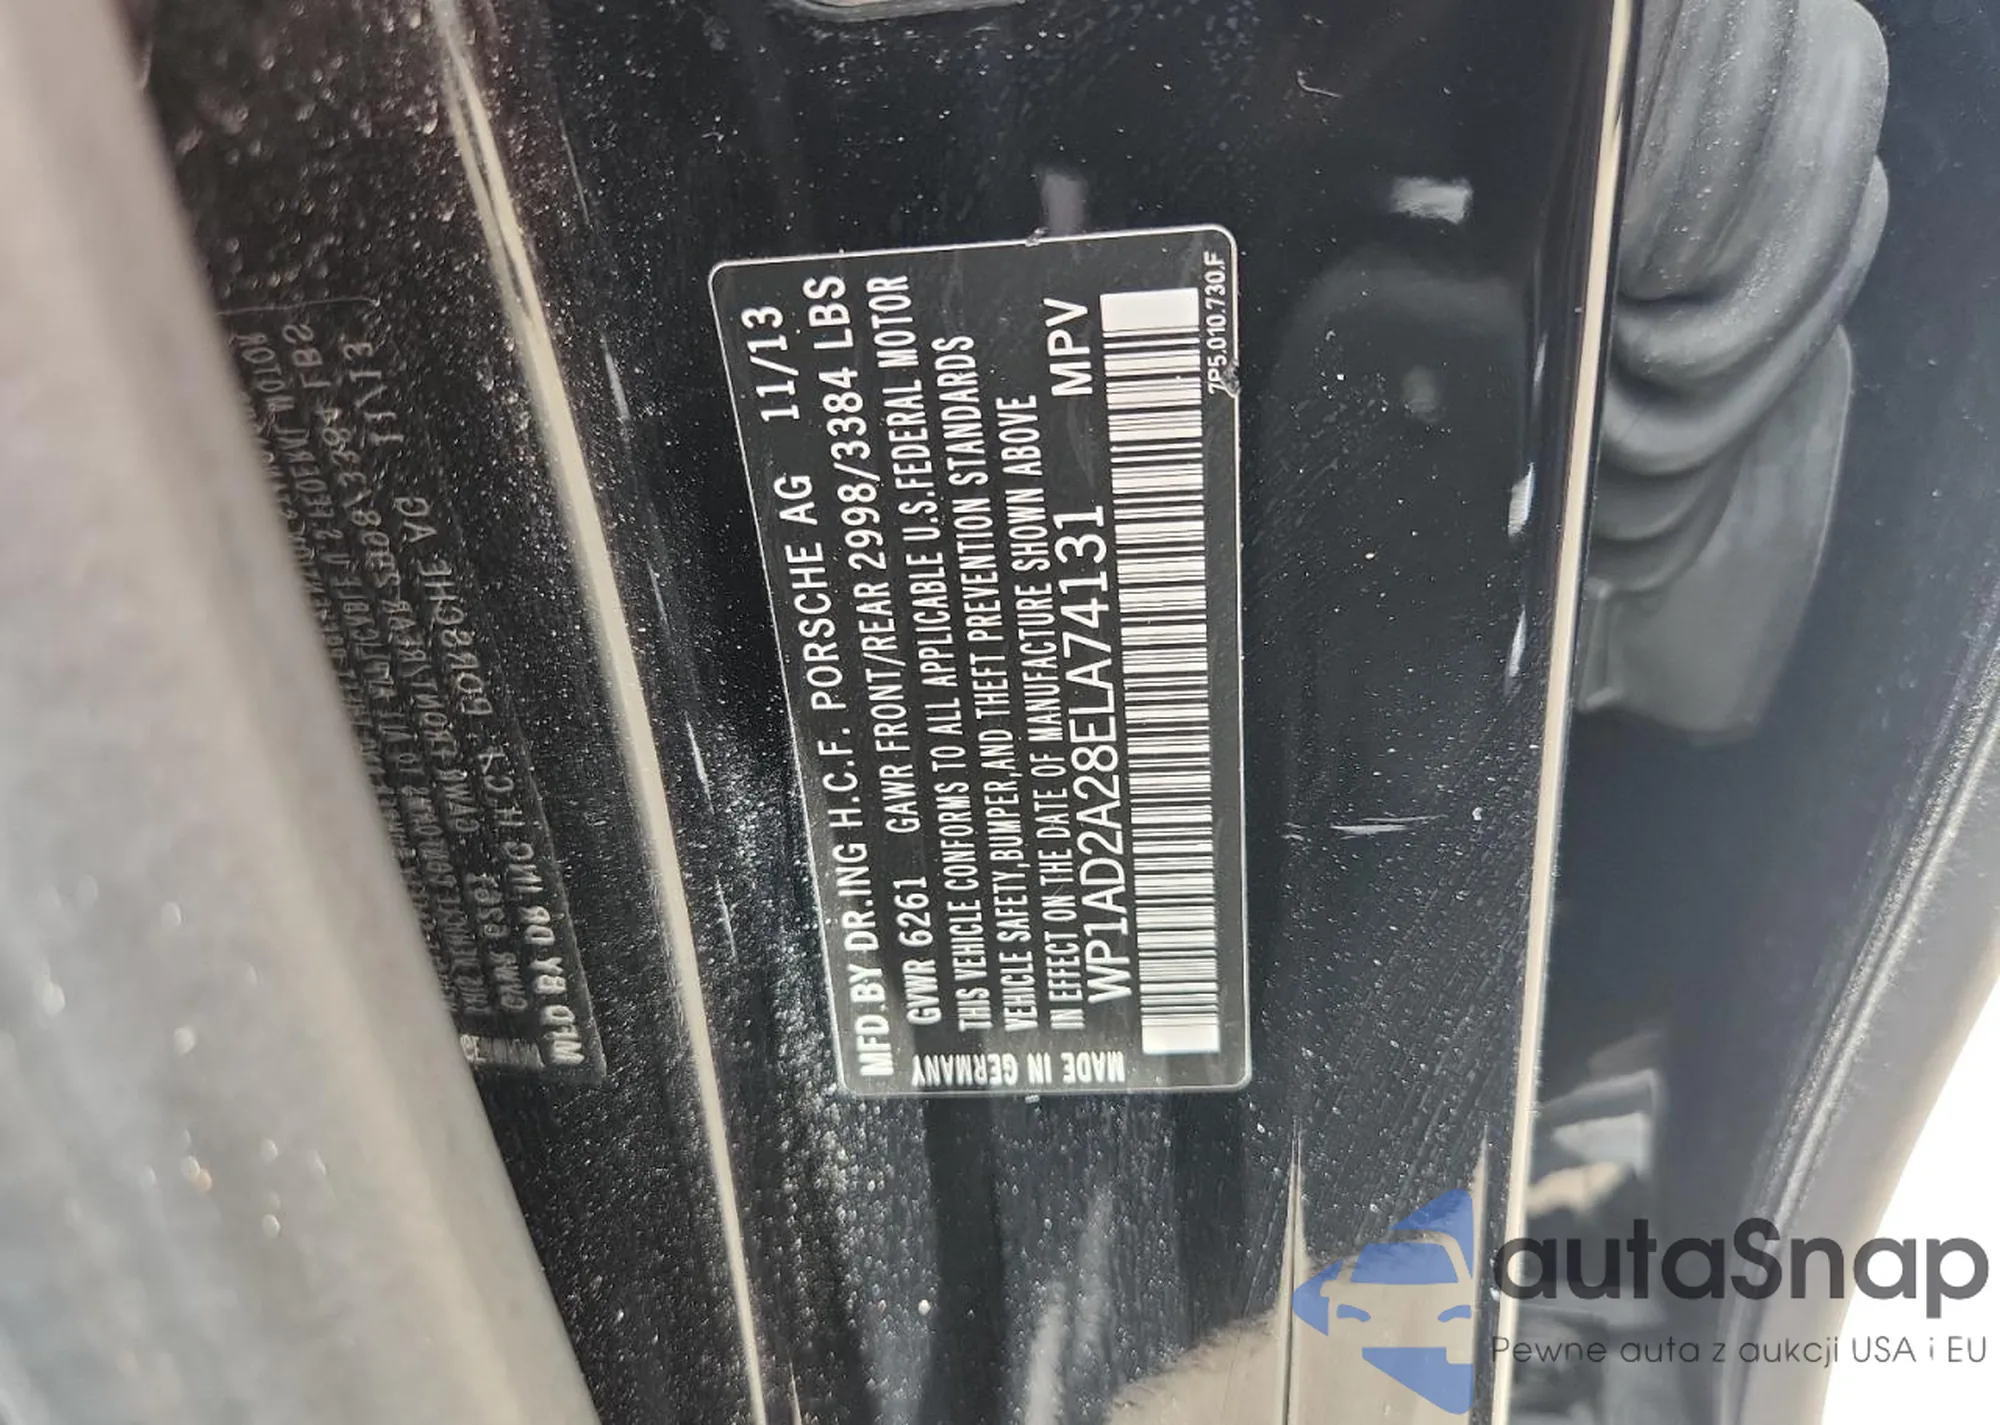 MFD.BY DR.ING H.C.F. PORSCHE AG 11/13
GVWR 6261 GAWR FRONT/REAR 2998/3384 LBS
THIS VEHICLE CONFORMS TO ALL APPLICABLE U.S.FEDERAL MOTOR
VEHICLE SAFETY,BUMPER,AND THEFT PREVENTION STANDARDS
IN EFFECT ON THE DATE OF MANUFACTURE SHOWN ABOVE
WP1AD2A28ELA74131 MPV
7P5.010.730.F
MADE IN GERMANY
autaSnap
Pewne auta z aukcji USA i EU